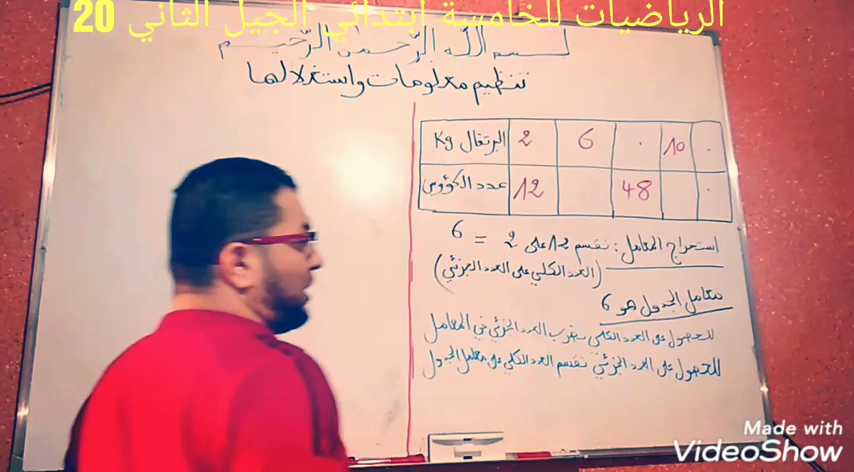 الرياضيات للخامسة ابتدائي الجيل الثاني 20
بسم الله الرحمن الرحيم
تنظيم معلومات واستغلالها
البرتقال Kg 2 6 . 10 .
عدد الكؤوس 12 48 .
استخراج المعامل: نقسم 12 على 2 = 6
(العدد الكلي على العدد الجزئي)
معامل الجدول هو 6
للحصول على العدد الكلي نضرب العدد الجزئي في المعامل
للحصول على العدد الجزئي نقسم العدد الكلي على معامل الجدول
Made with
VideoShow